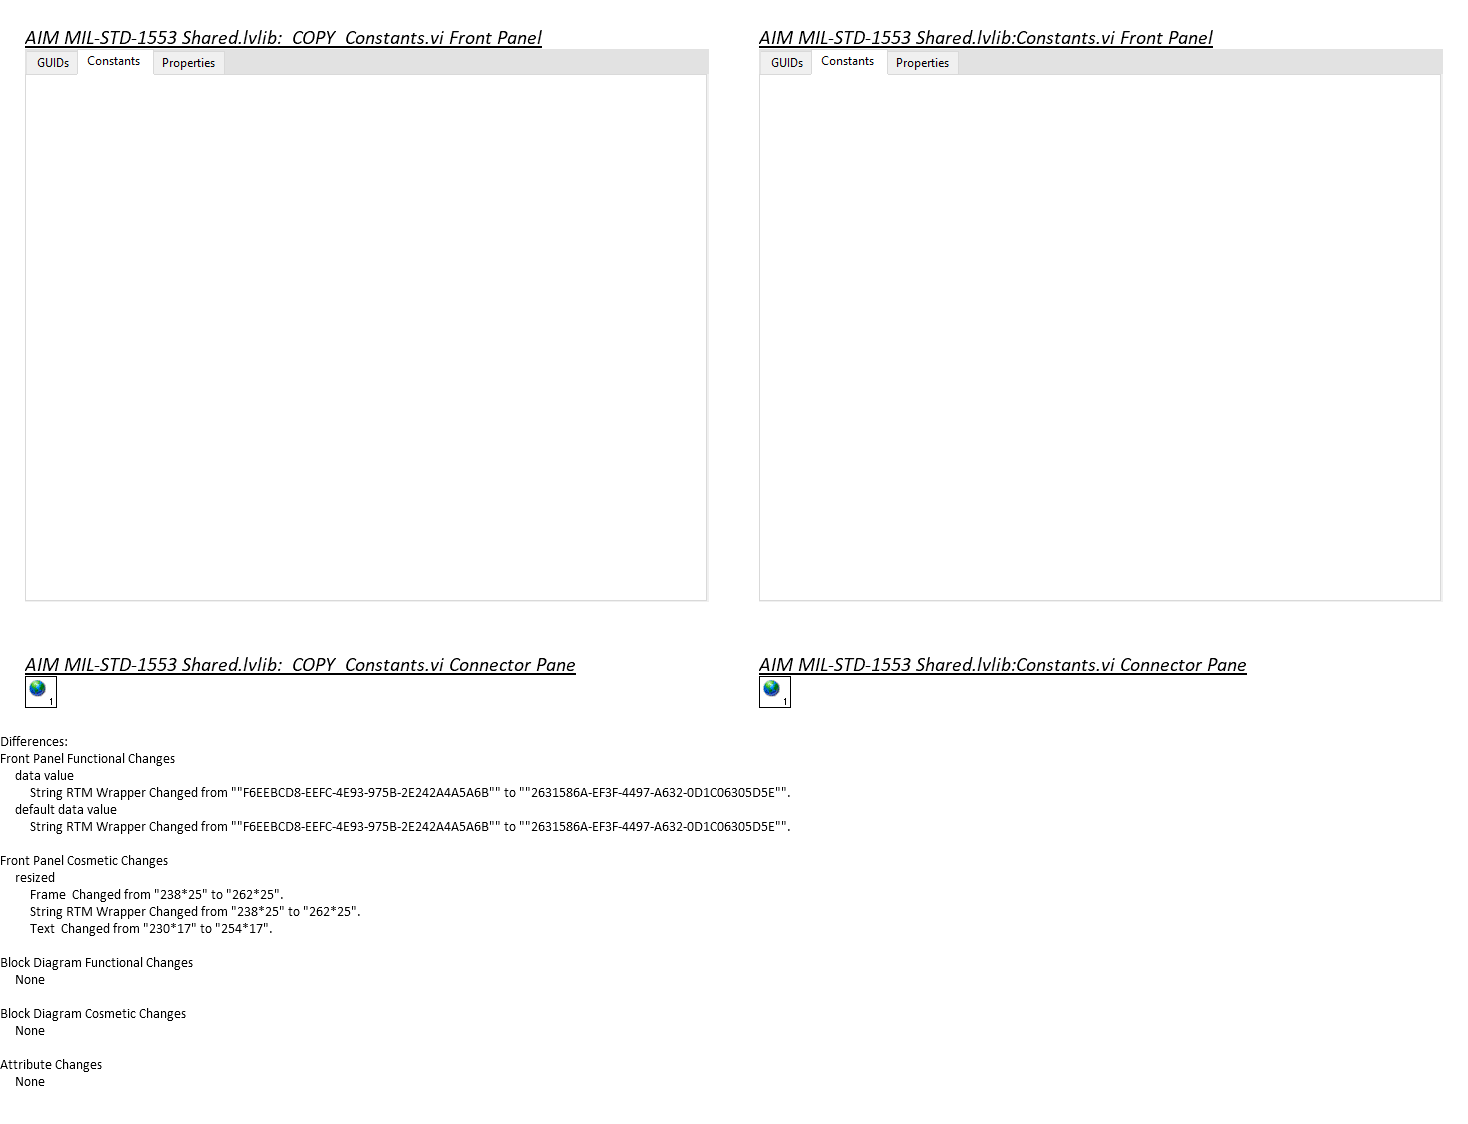 AIM MIL-STD-1553 Shared.lvlib:  COPY  Constants.vi Front Panel
AIM MIL-STD-1553 Shared.lvlib:Constants.vi Front Panel
GUIDs Constants Properties
GUIDs Constants Properties
AIM MIL-STD-1553 Shared.lvlib:  COPY  Constants.vi Connector Pane
AIM MIL-STD-1553 Shared.lvlib:Constants.vi Connector Pane
1
1
Differences:
Front Panel Functional Changes
data value
String RTM Wrapper Changed from ""F6EEBCD8-EEFC-4E93-975B-2E242A4A5A6B"" to ""2631586A-EF3F-4497-A632-0D1C06305D5E"".
default data value
String RTM Wrapper Changed from ""F6EEBCD8-EEFC-4E93-975B-2E242A4A5A6B"" to ""2631586A-EF3F-4497-A632-0D1C06305D5E"".
Front Panel Cosmetic Changes
resized
Frame  Changed from "238*25" to "262*25".
String RTM Wrapper Changed from "238*25" to "262*25".
Text  Changed from "230*17" to "254*17".
Block Diagram Functional Changes
None
Block Diagram Cosmetic Changes
None
Attribute Changes
None